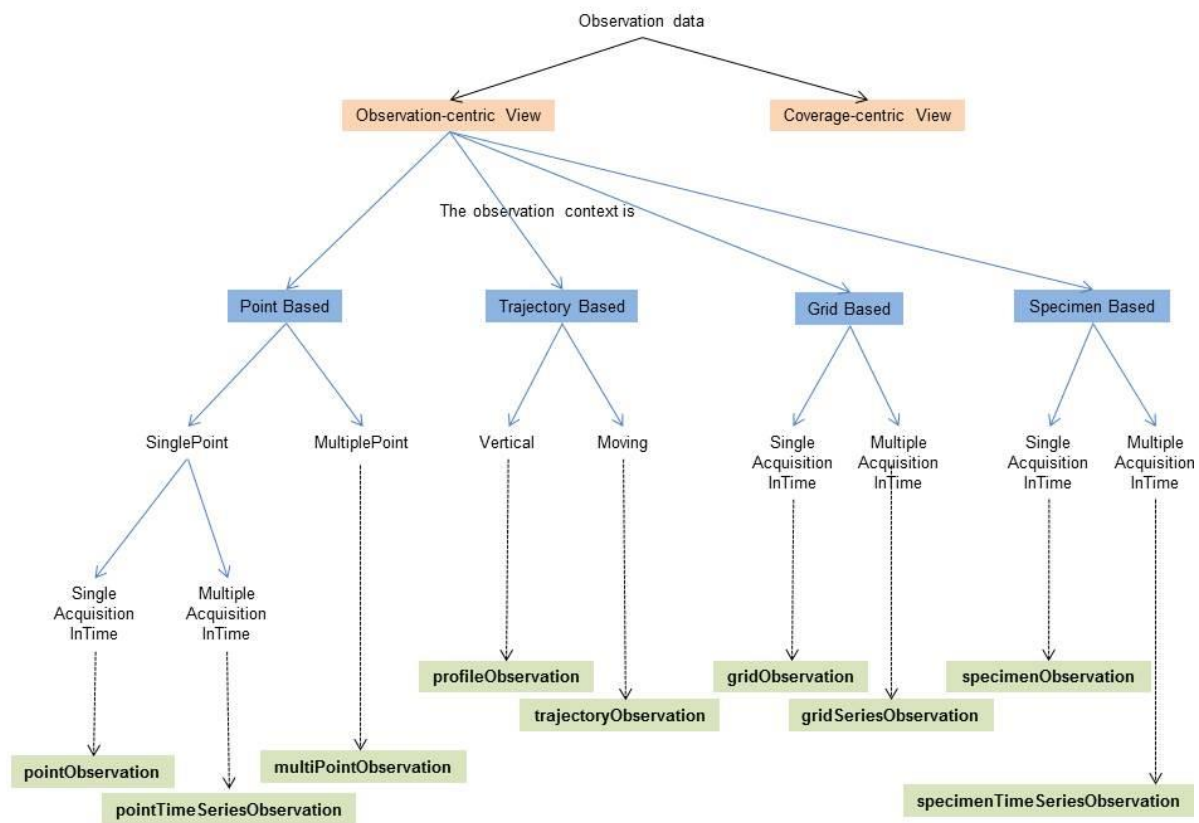 Observation data
Observation-centric View
Coverage-centric View
The observation context is
Point Based
Trajectory Based
Grid Based
Specimen Based
SinglePoint
MultiplePoint
Vertical
Moving
Single
Acquisition
InTime
Multiple
Acquisition
InTime
Single
Acquisition
InTime
Multiple
Acquisition
InTime
Single
Acquisition
InTime
Multiple
Acquisition
InTime
profileObservation
gridObservation
specimenObservation
trajectoryObservation
gridSeriesObservation
pointObservation
multiPointObservation
pointTimeSeriesObservation
specimenTimeSeriesObservation